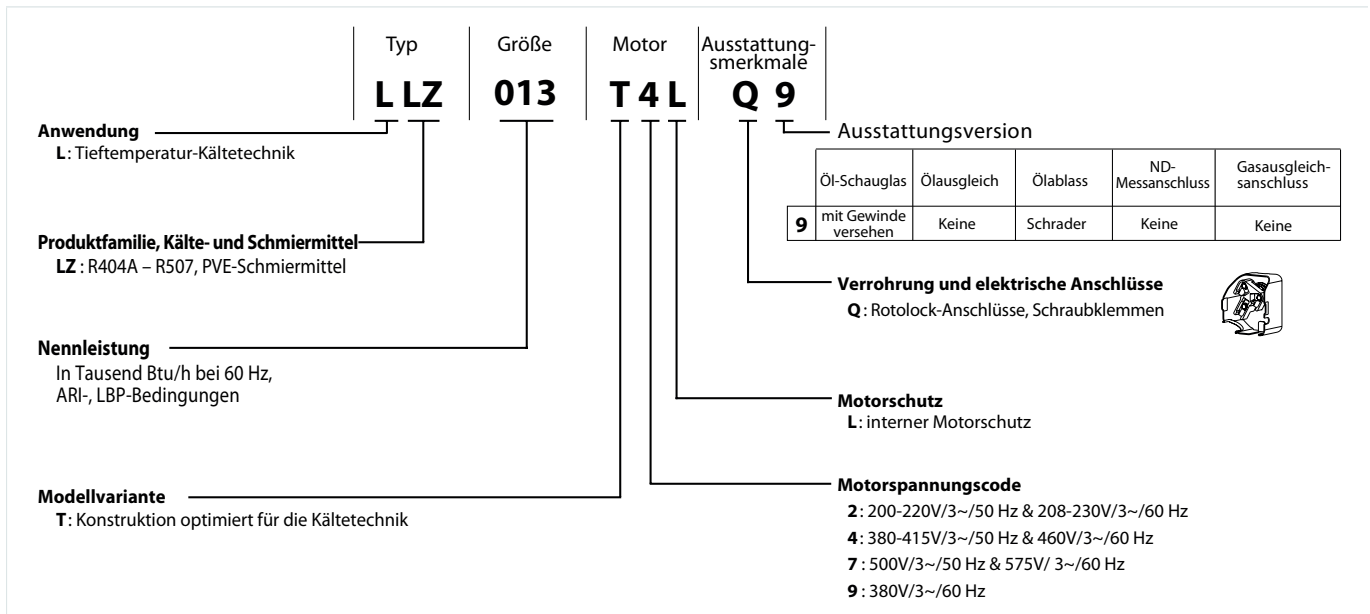 Typ
Größe
Motor
Ausstattung-
smerkmale
L LZ
013
T 4 L
Q 9
Anwendung
L: Tieftemperatur-Kältetechnik
Produktfamilie, Kälte- und Schmiermittel
LZ : R404A – R507, PVE-Schmiermittel
Nennleistung
In Tausend Btu/h bei 60 Hz,
ARI-, LBP-Bedingungen
Modellvariante
T: Konstruktion optimiert für die Kältetechnik
Ausstattungsversion
Öl-Schauglas
Ölausgleich
Ölablass
ND-
Messanschluss
Gasausgleich-
sanschluss
9
mit Gewinde
versehen
Keine
Schrader
Keine
Keine
Verrohrung und elektrische Anschlüsse
Q: Rotolock-Anschlüsse, Schraubklemmen
Motorschutz
L: interner Motorschutz
Motorspannungscode
2: 200-220V/3~/50 Hz & 208-230V/3~/60 Hz
4: 380-415V/3~/50 Hz & 460V/3~/60 Hz
7 : 500V/3~/50 Hz & 575V/ 3~/60 Hz
9 : 380V/3~/60 Hz